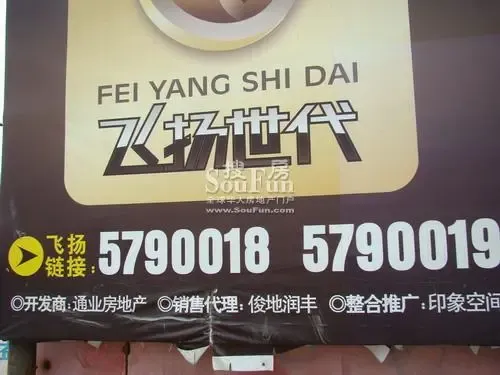 FEI YANG SHI DAI
飞扬世代
搜房
SouFun
全球华人房地产门户
www.SouFun.com
飞扬链接:5790018 5790019
◎开发商:通业房地产 ◎销售代理:俊地润丰 ◎整合推广:印象空间